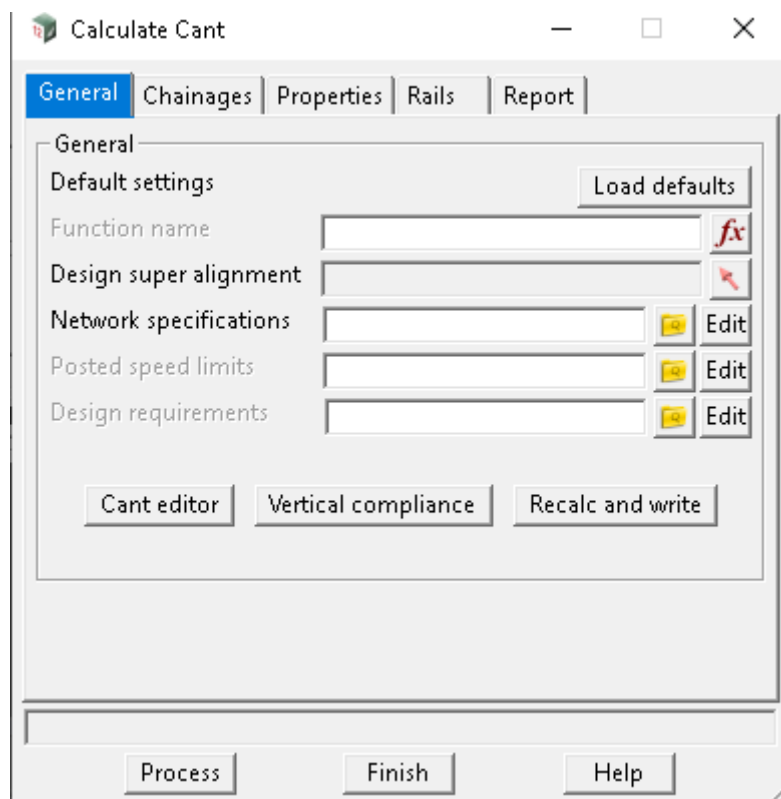 Calculate Cant
General Chainages Properties Rails Report
General
Default settings Load defaults
Function name fx
Design super alignment
Network specifications Edit
Posted speed limits Edit
Design requirements Edit
Cant editor Vertical compliance Recalc and write
Process Finish Help